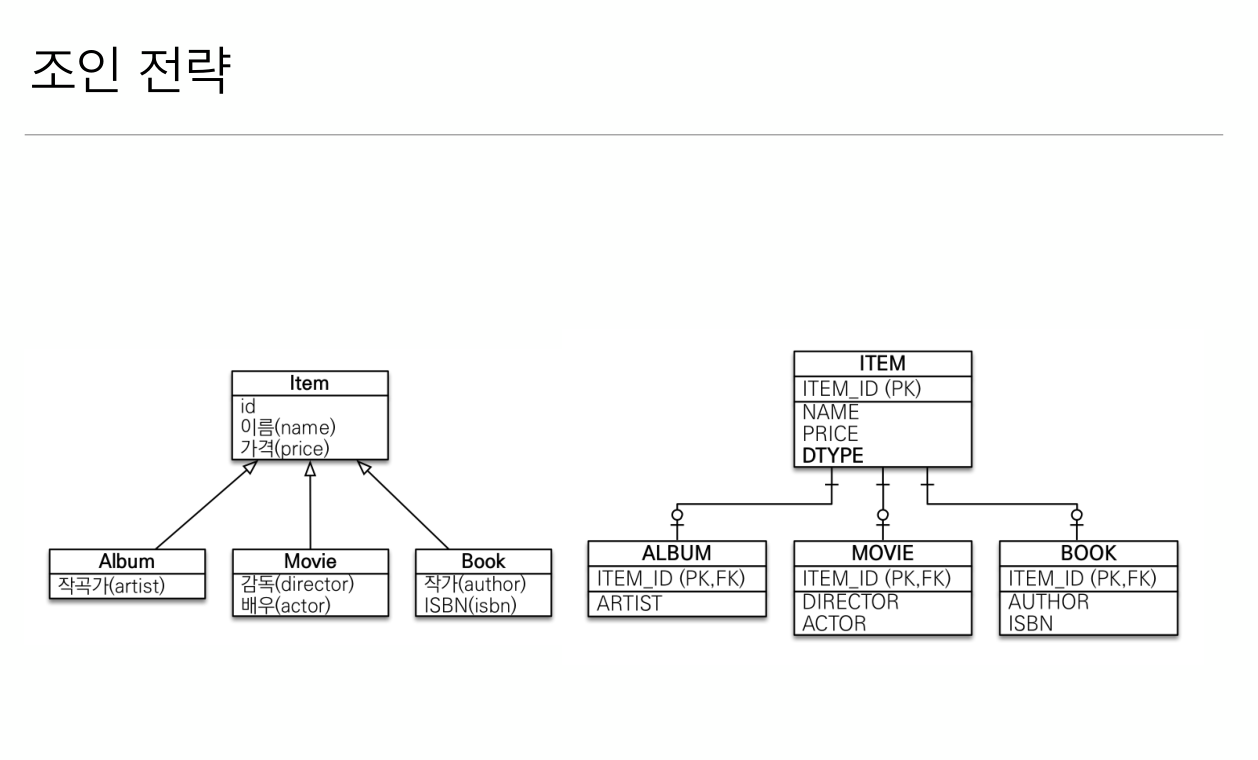 조인 전략
Item
id
이름(name)
가격(price)
Album
작곡가(artist)
Movie
감독(director)
배우(actor)
Book
작가(author)
ISBN(isbn)
ITEM
ITEM_ID (PK)
NAME
PRICE
DTYPE
ALBUM
ITEM_ID (PK,FK)
ARTIST
MOVIE
ITEM_ID (PK,FK)
DIRECTOR
ACTOR
BOOK
ITEM_ID (PK,FK)
AUTHOR
ISBN